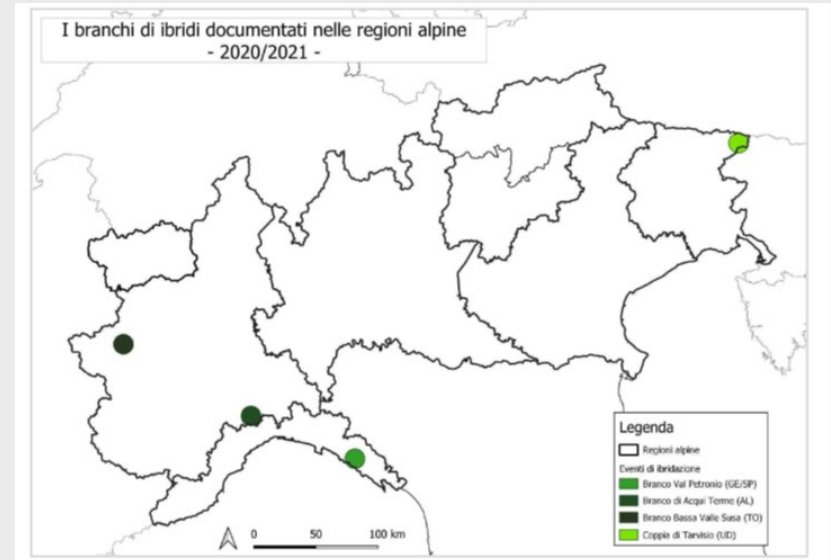 I branchi di ibridi documentati nelle regioni alpine
- 2020/2021 -
Legenda
Regioni alpine
Eventi di ibridazione
Branco Val Petronio (GE/SP)
Branco di Acqui Terme (AL)
Branco Bassa Valle Susa (TO)
Coppia di Tarvisio (UD)
0 50 100 km